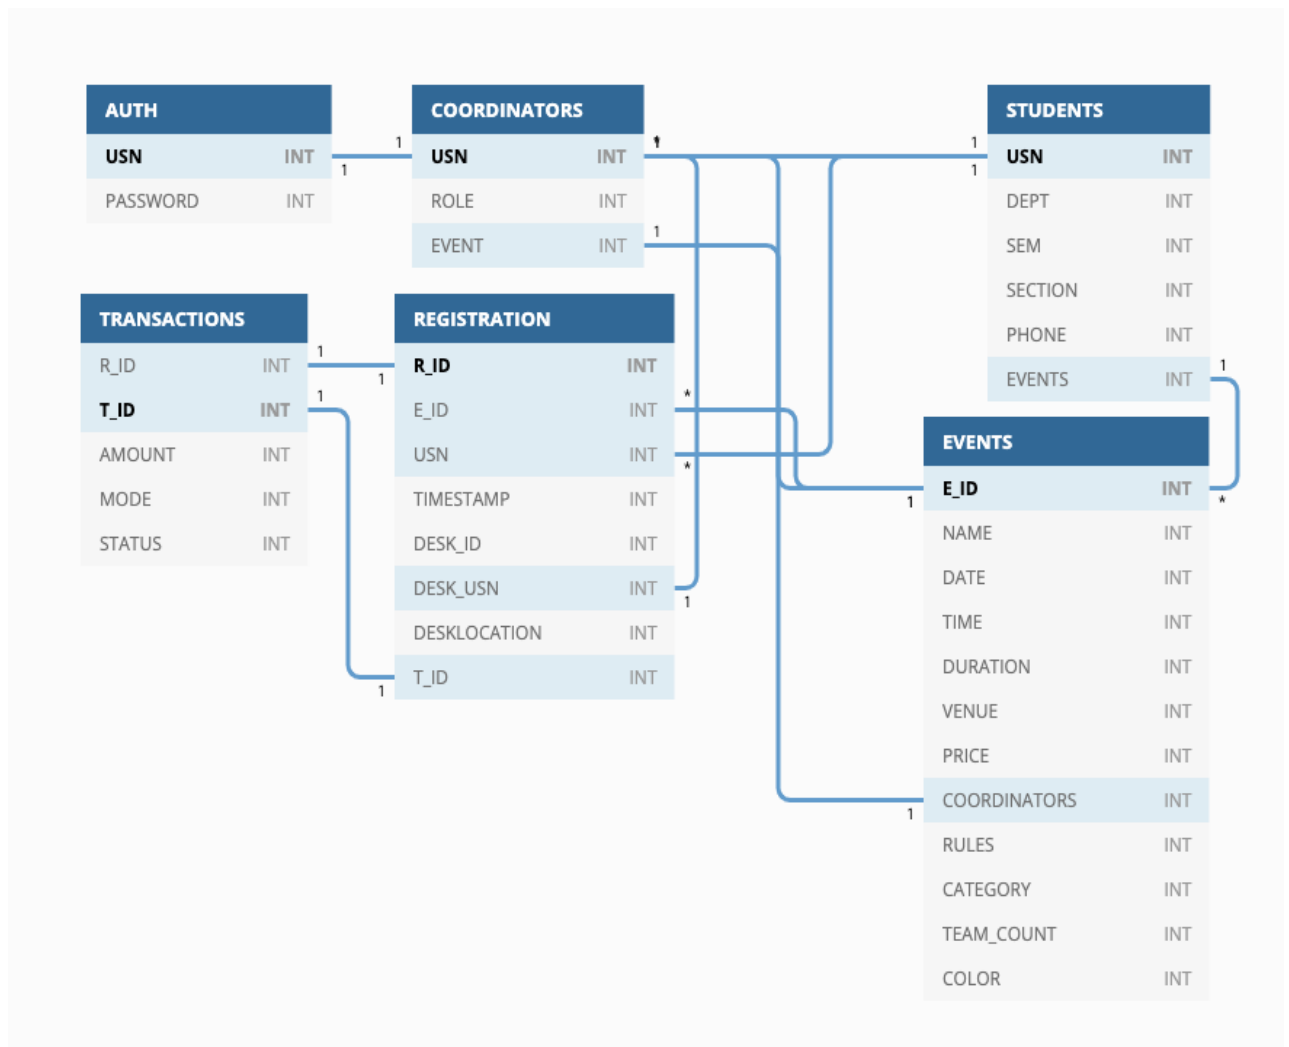 AUTH
USN INT
PASSWORD INT
1
1
COORDINATORS
USN INT
ROLE INT
EVENT INT
*
1
1
STUDENTS
USN INT
DEPT INT
SEM INT
SECTION INT
PHONE INT
EVENTS INT
1
1
1
*
TRANSACTIONS
R_ID INT
T_ID INT
AMOUNT INT
MODE INT
STATUS INT
1
1
1
1
REGISTRATION
R_ID INT
E_ID INT
USN INT
TIMESTAMP INT
DESK_ID INT
DESK_USN INT
DESKLOCATION INT
T_ID INT
*
*
1
EVENTS
E_ID INT
NAME INT
DATE INT
TIME INT
DURATION INT
VENUE INT
PRICE INT
COORDINATORS INT
RULES INT
CATEGORY INT
TEAM_COUNT INT
COLOR INT
1
1